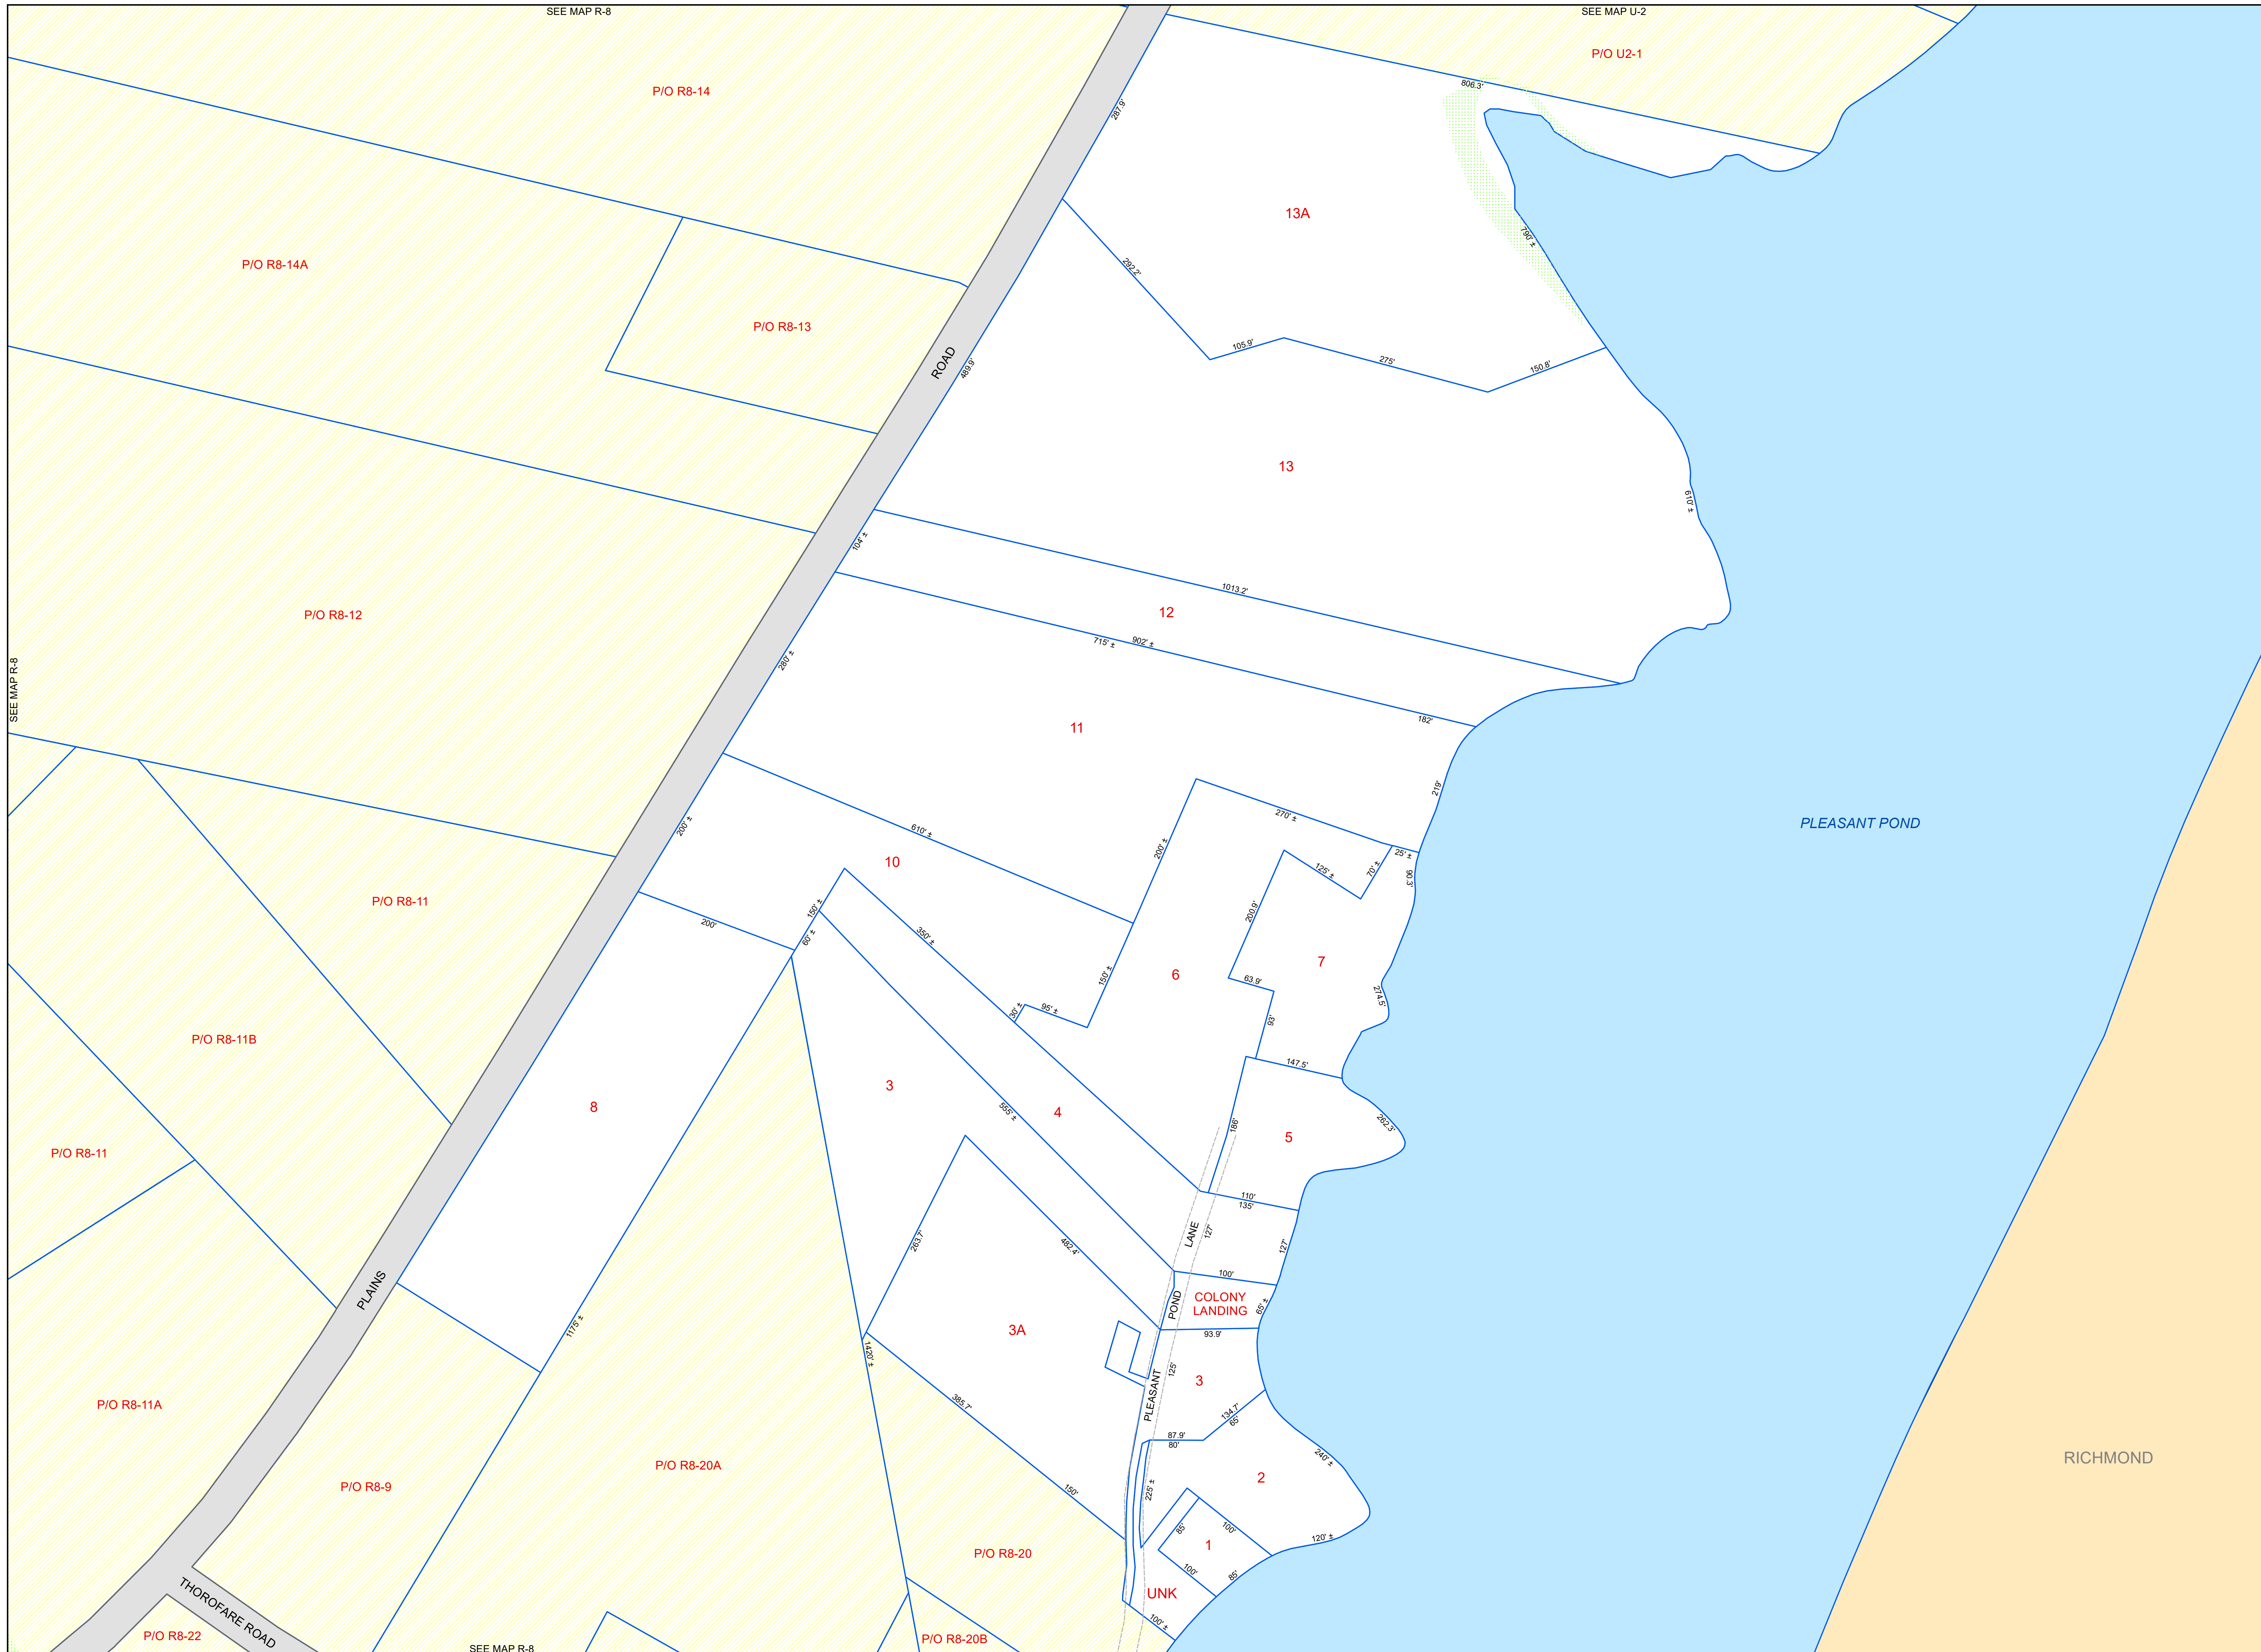 SEE MAP R-8
SEE MAP U-2
P/O U2-1
P/O R8-14
806.3'
287.9'
13A
790' ±
P/O R8-14A
292.2'
P/O R8-13
105.9'
275'
150.8'
ROAD
489.9'
13
610' ±
104' ±
1013.2'
P/O R8-12
12
715' ±
902' ±
280' ±
SEE MAP R-8
11
182'
219'
PLEASANT POND
200' ±
610' ±
270' ±
200' ±
25' ±
10
125' ±
70' ±
90.3'
P/O R8-11
200'
150' ±
60' ±
350' ±
200.9'
7
6
150' ±
63.9'
274.5'
30' ±
95' ±
93'
P/O R8-11B
147.5'
3
8
555' ±
4
186'
262.3'
5
P/O R8-11
110'
135'
LANE
127'
127'
263.7'
482.4'
100'
PLAINS
COLONY
LANDING
POND
65' ±
1175' ±
3A
93.9'
1420' ±
125'
3
PLEASANT
P/O R8-11A
385.7'
134.7'
65'
87.9'
80'
240' ±
RICHMOND
P/O R8-20A
2
P/O R8-9
150'
225' ±
85'
100'
120' ±
1
P/O R8-20
100'
85'
UNK
THOROFARE ROAD
100' ±
P/O R8-22
P/O R8-20B
SEE MAP R-8